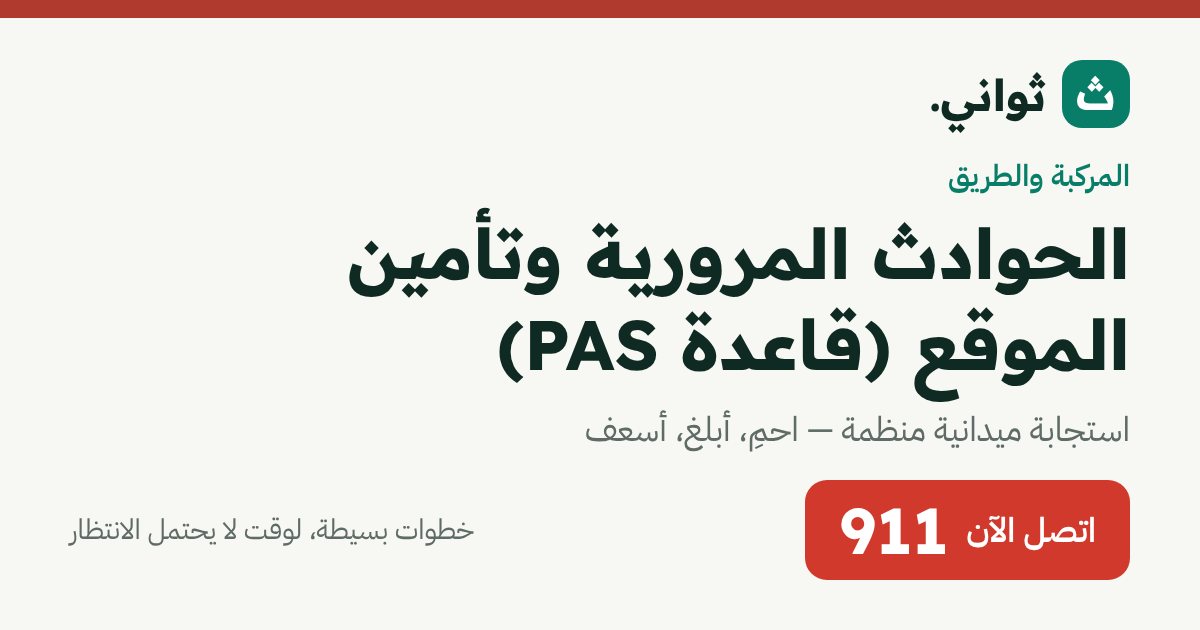 ث ثواني.
المركبة والطريق
الحوادث المرورية وتأمين
الموقع (قاعدة PAS)
استجابة ميدانية منظمة — احمِ، أبلغ، أسعف
اتصل الآن 911
خطوات بسيطة، لوقت لا يحتمل الانتظار